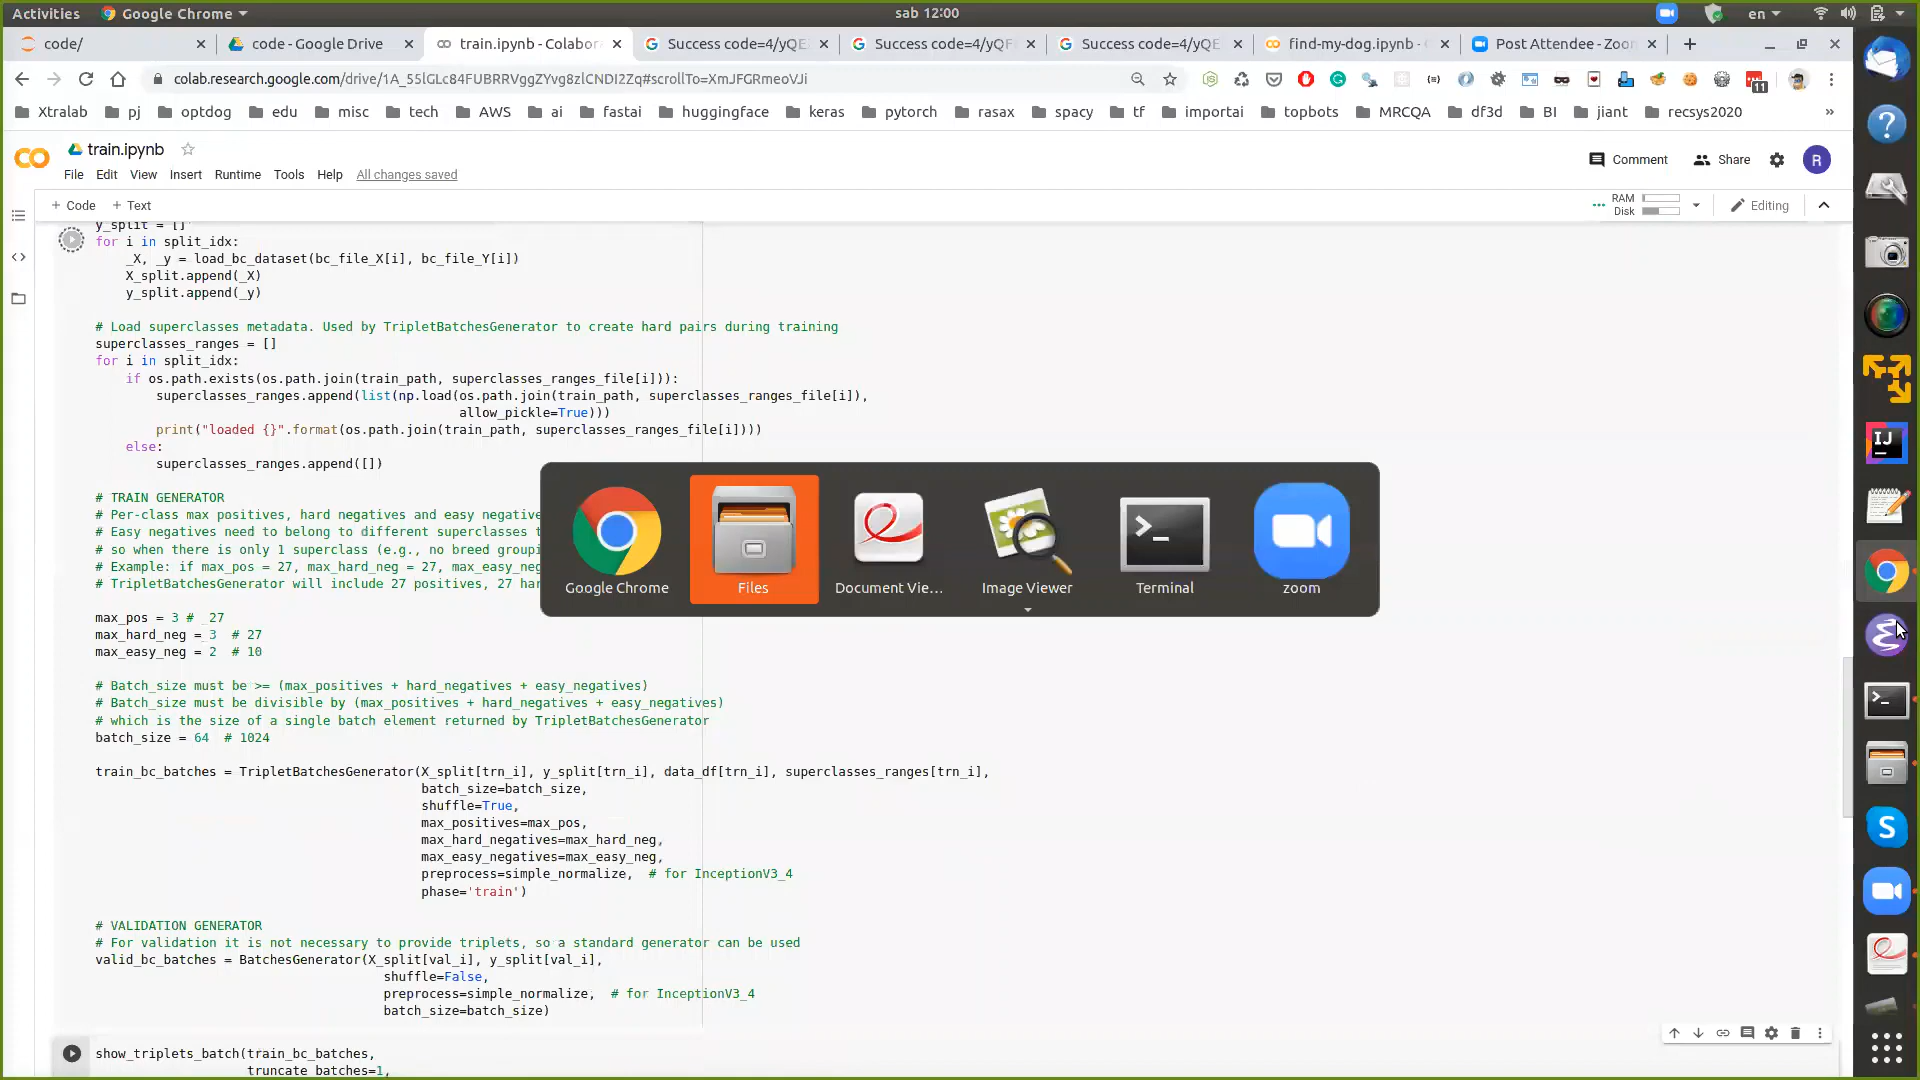 Activities Google Chrome sab 12:00 en
code/ code - Google Drive train.ipynb - Colabor Success code=4/yQE Success code=4/yQF Success code=4/yQE find-my-dog.ipynb - Post Attendee - Zoo
colab.research.google.com/drive/1A_55lGLc84FUBRRVggZYvg8zlCNDI2Zq#scrollTo=XmJFGRmeoVJi
11
Xtralab pj optdog edu misc tech AWS ai fastai huggingface keras pytorch rasax spacy tf importai topbots MRCQA df3d BI jiant recsys2020 »
train.ipynb
Comment Share R
File Edit View Insert Runtime Tools Help All changes saved
+ Code + Text
RAM
Disk
Editing
y_split = []
for i in split_idx:
_X, _y = load_bc_dataset(bc_file_X[i], bc_file_Y[i])
X_split.append(_X)
y_split.append(_y)
# Load superclasses metadata. Used by TripletBatchesGenerator to create hard pairs during training
superclasses_ranges = []
for i in split_idx:
if os.path.exists(os.path.join(train_path, superclasses_ranges_file[i])):
superclasses_ranges.append(list(np.load(os.path.join(train_path, superclasses_ranges_file[i]),
allow_pickle=True)))
print("loaded {}".format(os.path.join(train_path, superclasses_ranges_file[i])))
else:
superclasses_ranges.append([])
# TRAIN GENERATOR
# Per-class max positives, hard negatives and easy negative
# Easy negatives need to belong to different superclasses t
# so when there is only 1 superclass (e.g., no breed groupi
# Example: if max_pos = 27, max_hard_neg = 27, max_easy_neg
# TripletBatchesGenerator will include 27 positives, 27 har
Google Chrome Files Document Vie... Image Viewer Terminal zoom
max_pos = 3 # 27
max_hard_neg = 3 # 27
max_easy_neg = 2 # 10
# Batch_size must be >= (max_positives + hard_negatives + easy_negatives)
# Batch_size must be divisible by (max_positives + hard_negatives + easy_negatives)
# which is the size of a single batch element returned by TripletBatchesGenerator
batch_size = 64 # 1024
train_bc_batches = TripletBatchesGenerator(X_split[trn_i], y_split[trn_i], data_df[trn_i], superclasses_ranges[trn_i],
batch_size=batch_size,
shuffle=True,
max_positives=max_pos,
max_hard_negatives=max_hard_neg,
max_easy_negatives=max_easy_neg,
preprocess=simple_normalize, # for InceptionV3_4
phase='train')
# VALIDATION GENERATOR
# For validation it is not necessary to provide triplets, so a standard generator can be used
valid_bc_batches = BatchesGenerator(X_split[val_i], y_split[val_i],
shuffle=False,
preprocess=simple_normalize, # for InceptionV3_4
batch_size=batch_size)
show_triplets_batch(train_bc_batches,
truncate_batches=1,